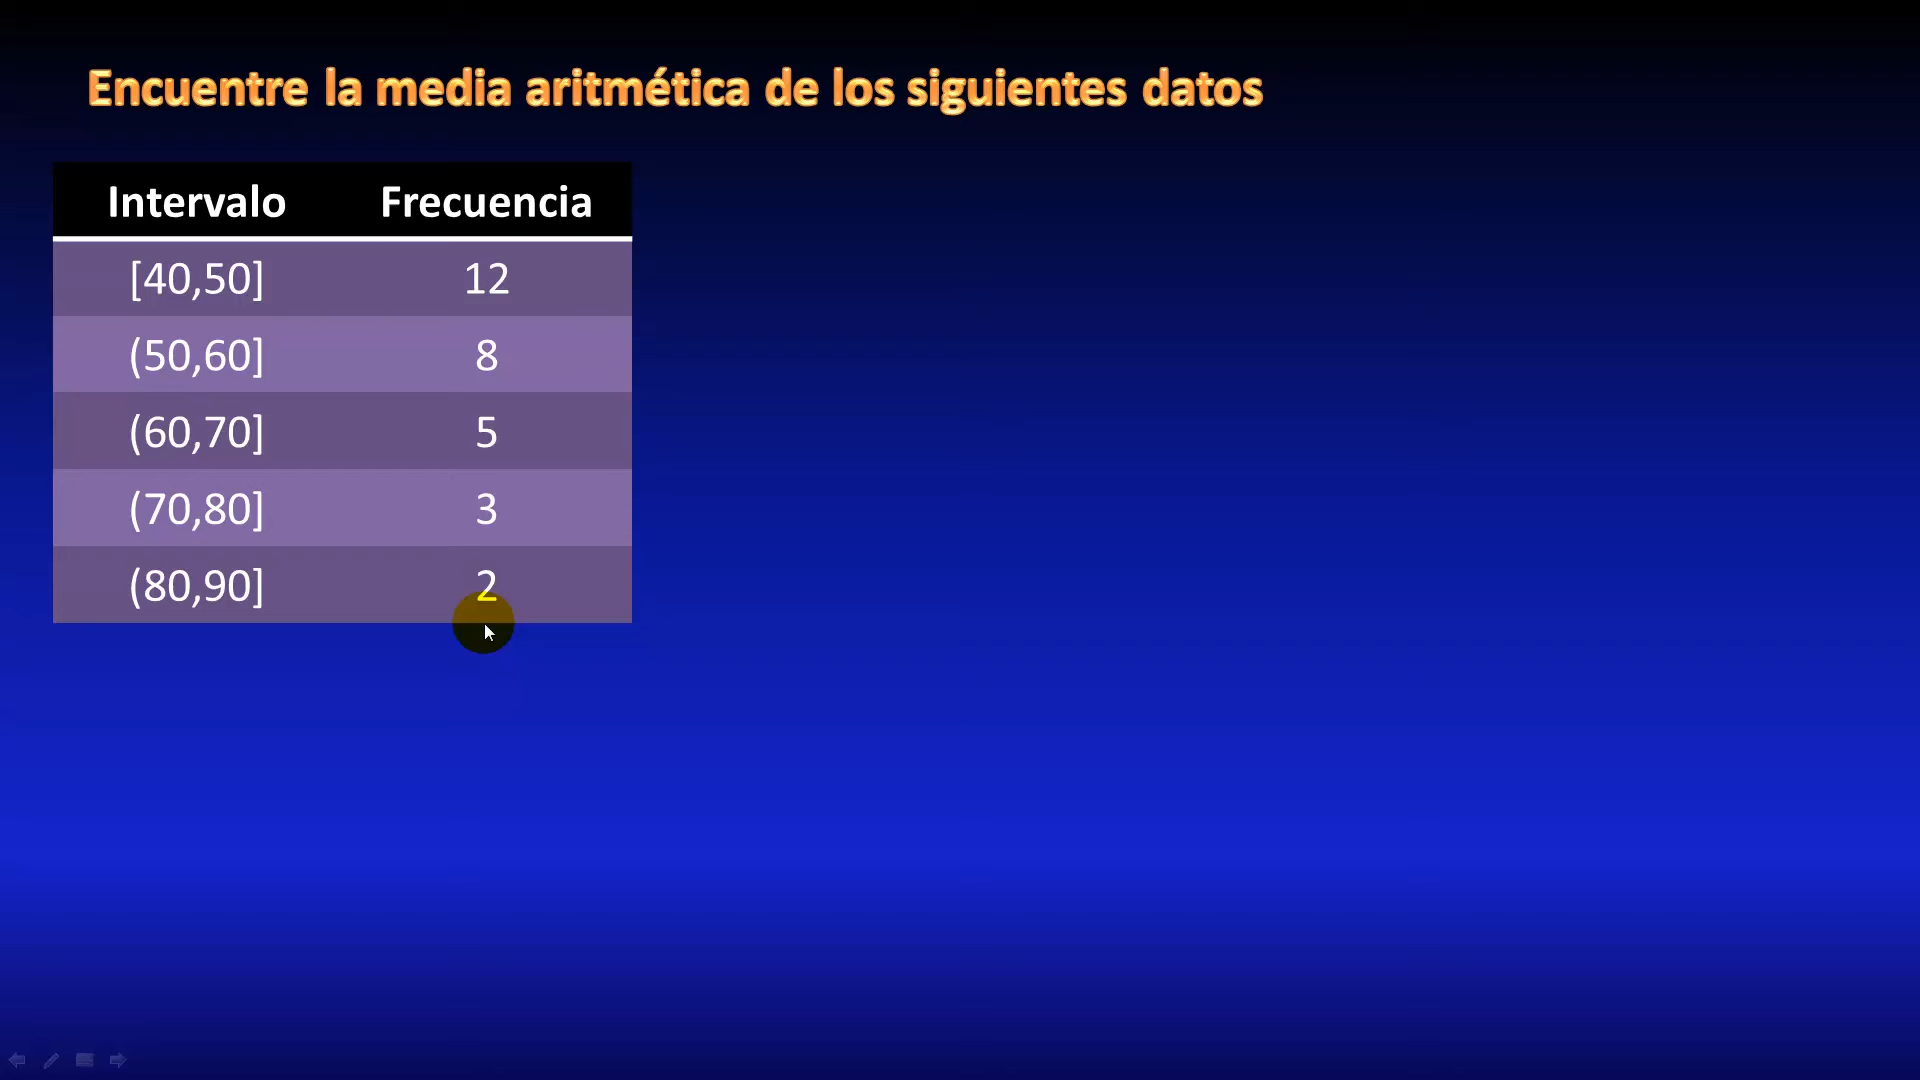 Encuentre la media aritmética de los siguientes datos
Intervalo Frecuencia
[40,50] 12
(50,60] 8
(60,70] 5
(70,80] 3
(80,90] 2